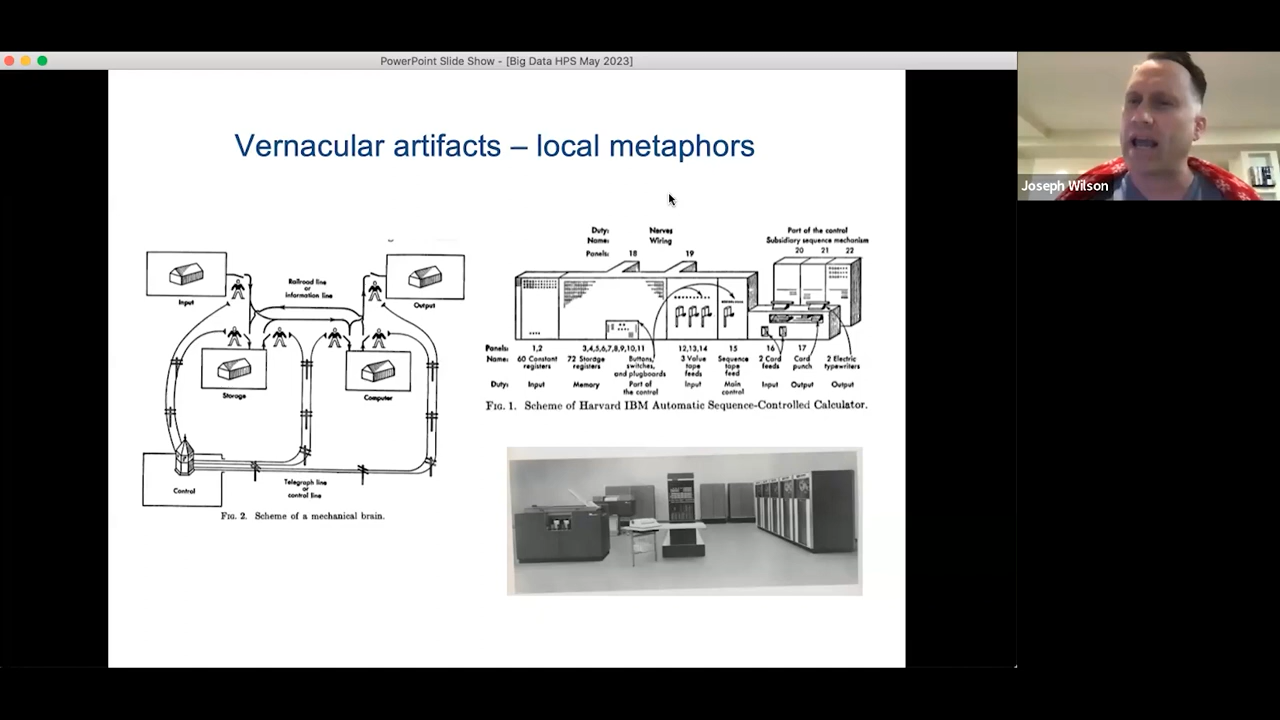 PowerPoint Slide Show - [Big Data HPS May 2023]
Joseph Wilson
Vernacular artifacts – local metaphors
Input
Railroad line
or
information line
Output
Storage
Computer
Control
Telegraph line
or
control line
FIG. 2. Scheme of a mechanical brain.
Duty: Nerves
Name: Wiring
Panels: 18 19
Part of the control
Subsidiary sequence mechanism
20 21 22
Panels: 1,2 3,4,5,6,7,8,9,10,11 12,13,14 15 16 17
Name: 60 Constant 72 Storage Buttons, 3 Value Sequence 2 Card Card 2 Electric
registers registers switches, tape tape feeds punch typewriters
and plugboards feeds feed
Duty: Input Memory Part of Input Main Input Output Output
the control control
FIG. 1. Scheme of Harvard IBM Automatic Sequence-Controlled Calculator.